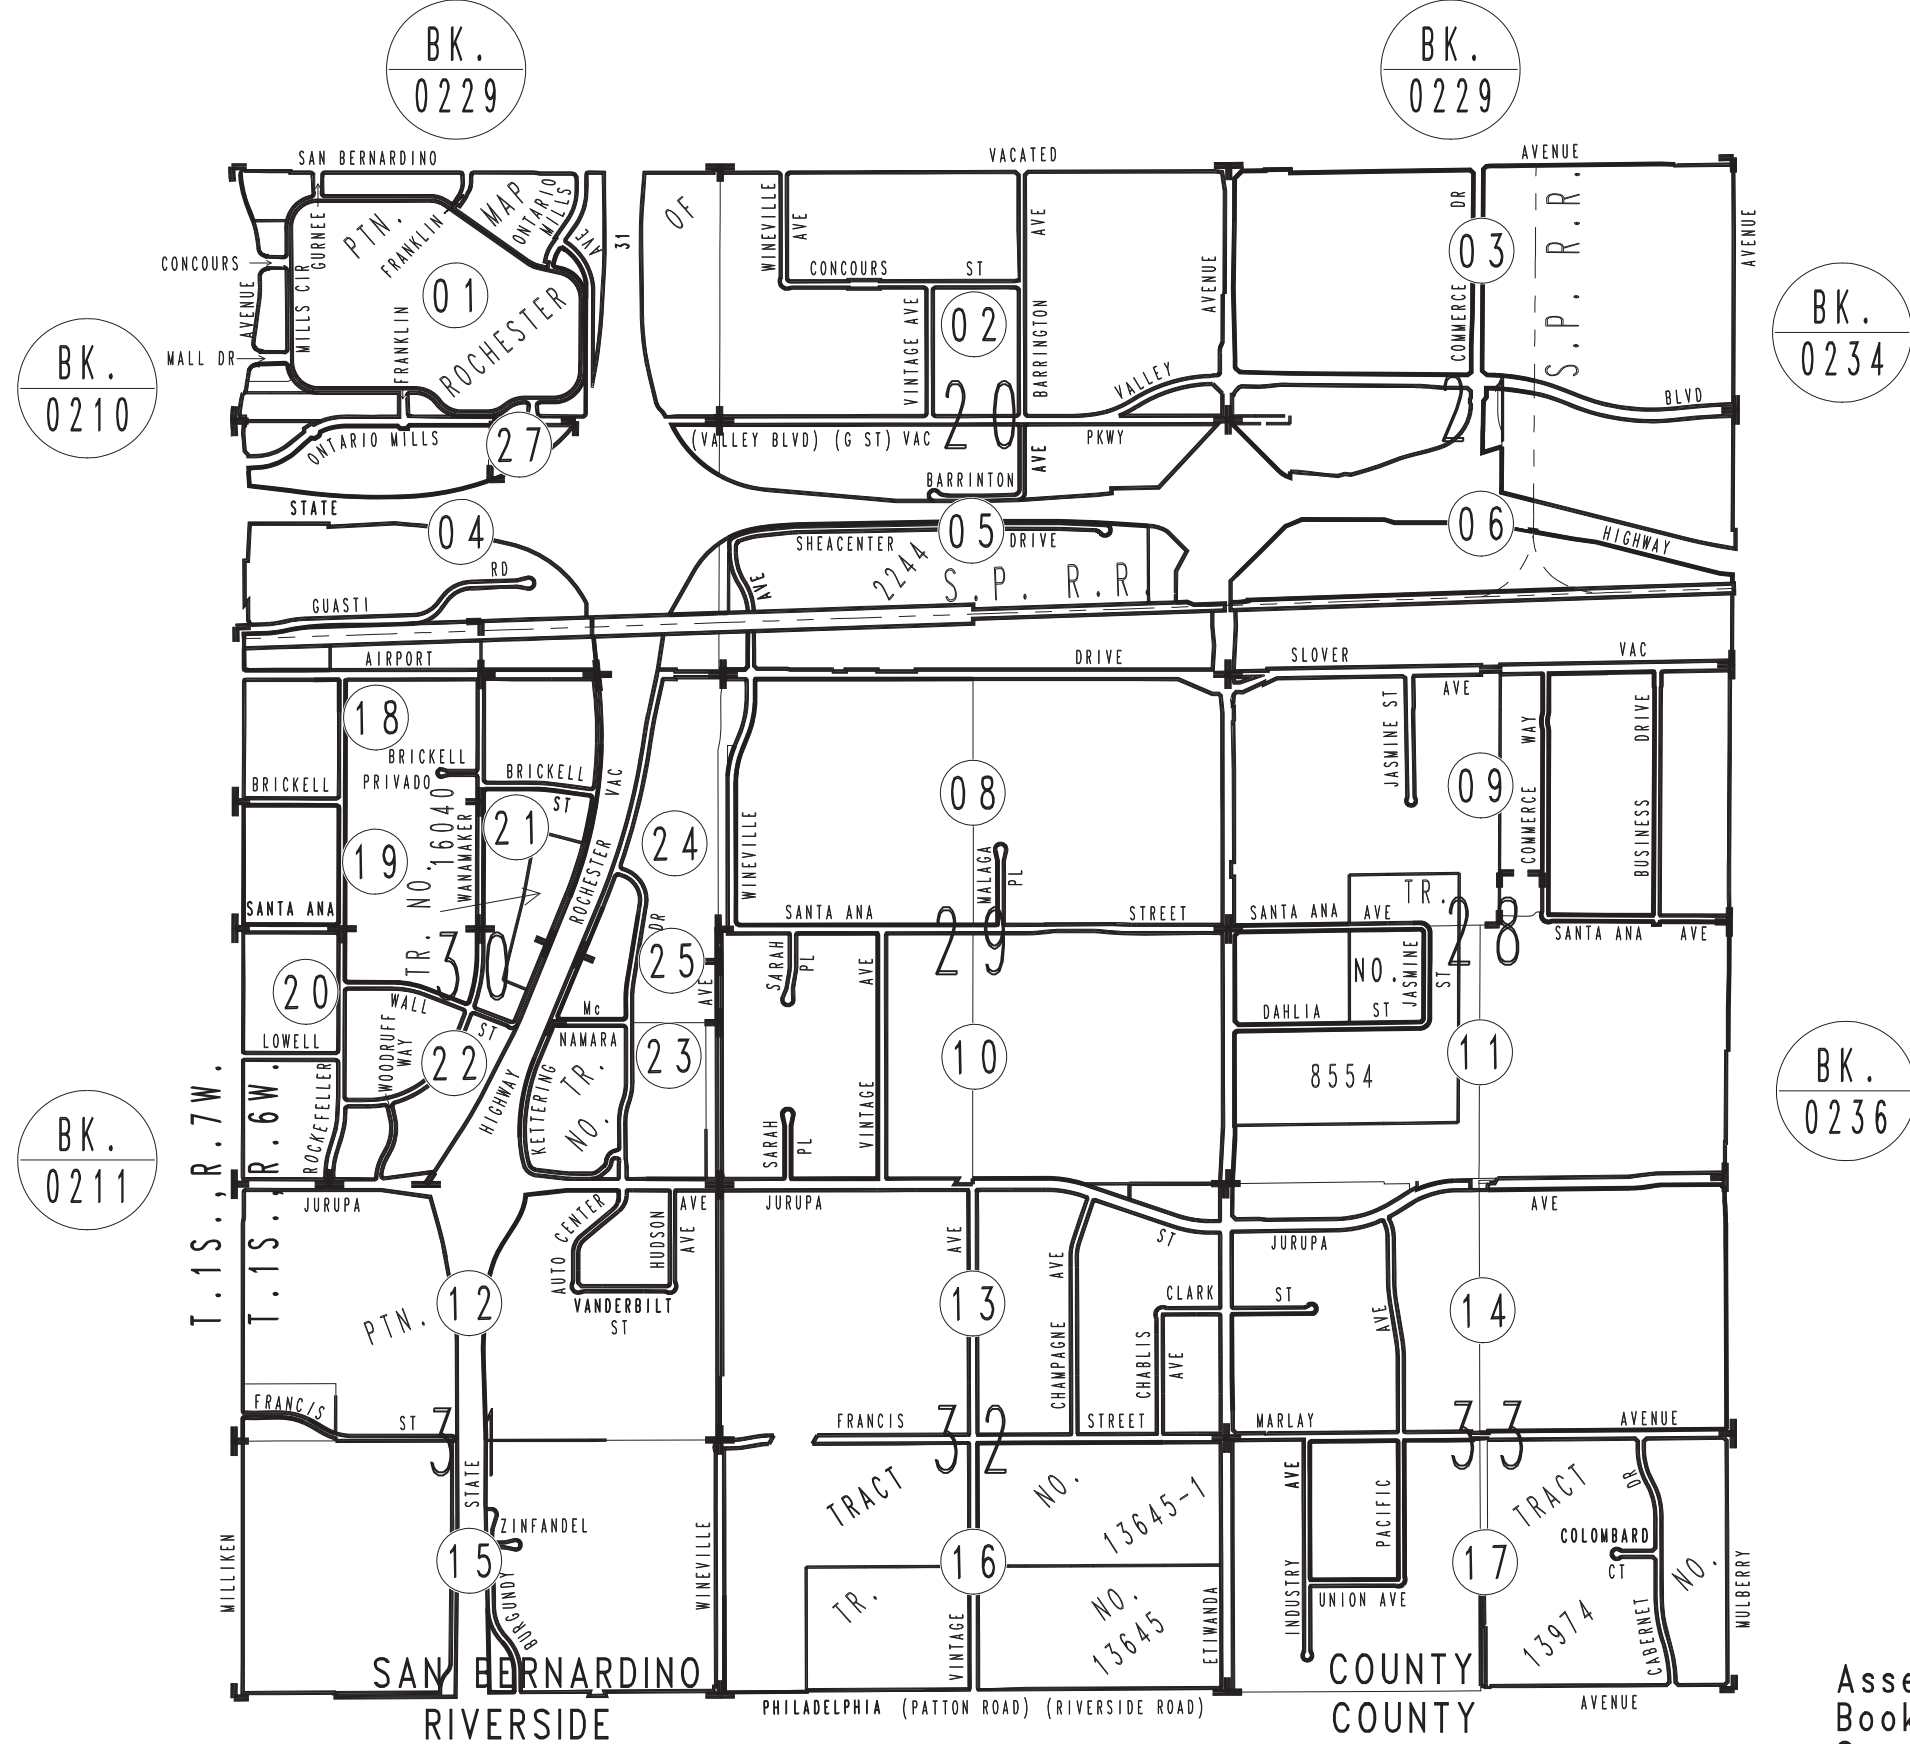 BK.
0229
BK.
0229
SAN BERNARDINO
VACATED
AVENUE
GURNEE
PTN.
FRANKLIN
MAP
ONTARIO
MILLS
AVE
31
OF
WINEVILLE
AVE
CONCOURS
ST
AVE
AVENUE
DR
03
S.P. R.R.
AVENUE
CONCOURS
AVENUE
MILLS CIR
01
FRANKLIN
ROCHESTER
MALL DR
VINTAGE AVE
02
BARRINGTON
COMMERCE
BK.
0234
BK.
0210
VALLEY
BLVD
2
ONTARIO MILLS
27
(VALLEY BLVD) (G ST) VAC
20
PKWY
AVE
BARRINTON
STATE
04
05
06
HIGHWAY
SHEACENTER
DRIVE
2244
S.P. R.R.
AVE
RD
GUASTI
AIRPORT
DRIVE
SLOVER
VAC
AVE
18
BRICKELL
PRIVADO
BRICKELL
BRICKELL
ST
VAC
JASMINE ST
09
WAY
DRIVE
08
21
24
19
TR. NO. 16040
WANAMAKER
ROCHESTER
WINEVILLE
MALAGA
PL
COMMERCE
BUSINESS
TR.
SANTA ANA
SANTA ANA
STREET
SANTA ANA
AVE
28
SANTA ANA
AVE
30
29
DR
25
AVE
SARAH
PL
AVE
NO.
JASMINE
ST
20
WALL
ST
Mc
NAMARA
DAHLIA
ST
LOWELL
WOODRUFF
WAY
22
23
10
11
8554
T.1S.,R.7W.
T.1S.,R.6W.
ROCKEFELLER
HIGHWAY
KETTERING
TR.
NO.
SARAH
PL
VINTAGE
BK.
0211
BK.
0236
JURUPA
AVE
JURUPA
AVE
AUTO CENTER
HUDSON
AVE
AVE
ST
JURUPA
12
PTN.
VANDERBILT
ST
13
CHAMPAGNE
AVE
CLARK
ST
CHABLIS
AVE
AVE
14
FRANCIS
ST
31
FRANCIS
32
STREET
MARLAY
33
AVENUE
STATE
TRACT
NO.
13645-1
AVE
PACIFIC
TRACT
DR
ZINFANDEL
COLOMBARD
CT
15
16
17
NO.
MILLIKEN
BURGUNDY
WINEVILLE
TR.
VINTAGE
NO.
13645
ETIWANDA
INDUSTRY
UNION AVE
13974
CABERNET
MULBERRY
SAN BERNARDINO
COUNTY
RIVERSIDE
COUNTY
PHILADELPHIA (PATTON ROAD) (RIVERSIDE ROAD)
AVENUE
Asse
Book